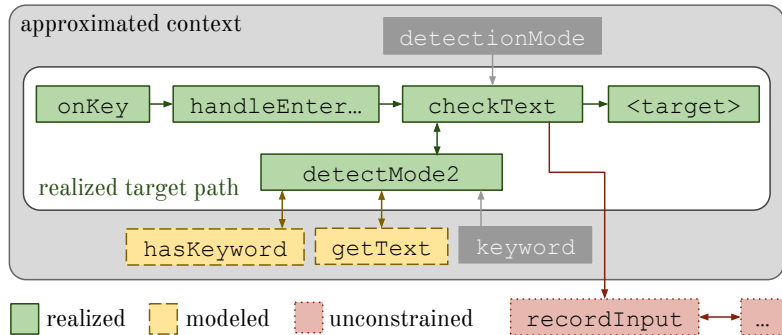 approximated context
detectionMode
onKey
handleEnter…
checkText
<target>
detectMode2
realized target path
hasKeyword
getText
keyword
realized
modeled
unconstrained
recordInput
…